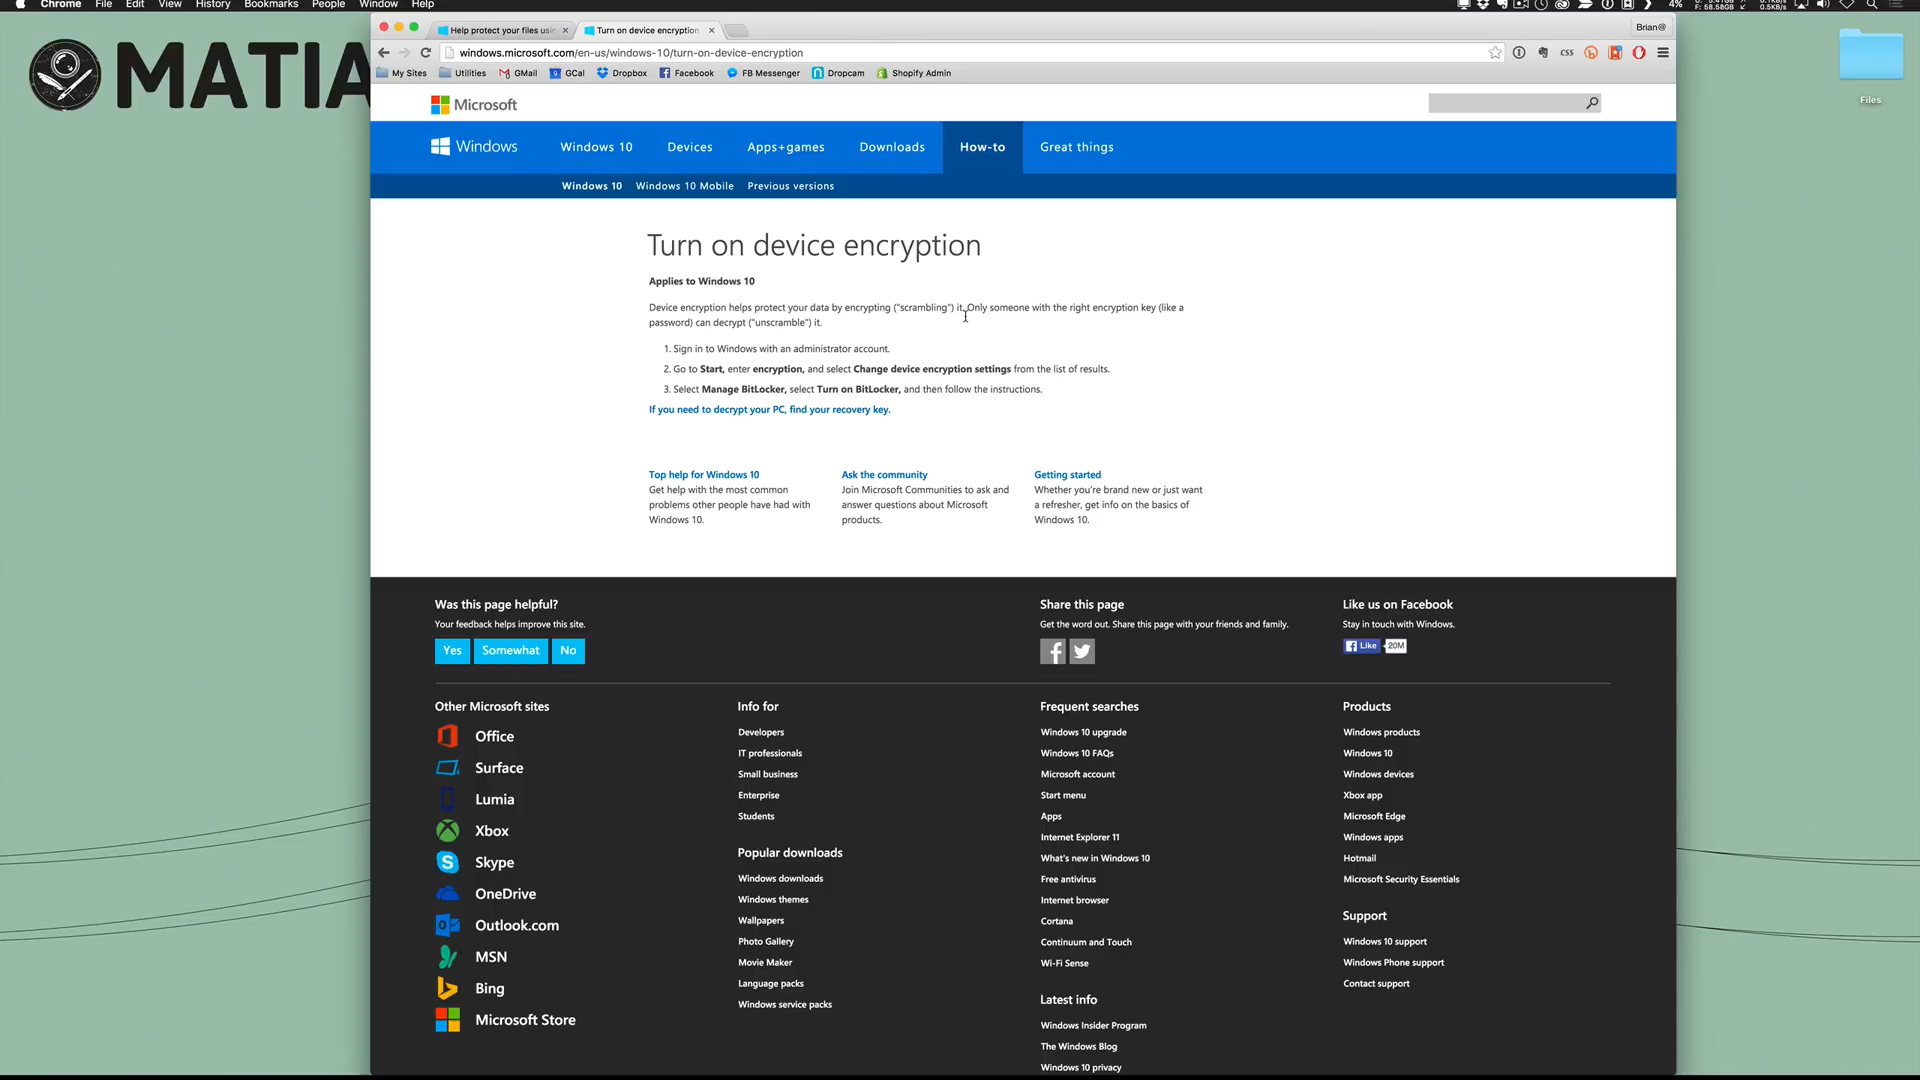 Chrome File Edit View History Bookmarks People Window Help
4%
F: 58.58GB
0.5KB/s
MATIA
Files
Help protect your files usin
Turn on device encryption
Brian@
windows.microsoft.com/en-us/windows-10/turn-on-device-encryption
css
My Sites Utilities GMail GCal Dropbox Facebook FB Messenger Dropcam Shopify Admin
Microsoft
Windows Windows 10 Devices Apps+games Downloads How-to Great things
Windows 10 Windows 10 Mobile Previous versions
Turn on device encryption
Applies to Windows 10
Device encryption helps protect your data by encrypting ("scrambling") it. Only someone with the right encryption key (like a
password) can decrypt ("unscramble") it.
1. Sign in to Windows with an administrator account.
2. Go to Start, enter encryption, and select Change device encryption settings from the list of results.
3. Select Manage BitLocker, select Turn on BitLocker, and then follow the instructions.
If you need to decrypt your PC, find your recovery key.
Top help for Windows 10
Get help with the most common
problems other people have had with
Windows 10.
Ask the community
Join Microsoft Communities to ask and
answer questions about Microsoft
products.
Getting started
Whether you're brand new or just want
a refresher, get info on the basics of
Windows 10.
Was this page helpful?
Your feedback helps improve this site.
Yes Somewhat No
Share this page
Get the word out. Share this page with your friends and family.
Like us on Facebook
Stay in touch with Windows.
Like 20M
Other Microsoft sites
Office
Surface
Lumia
Xbox
Skype
OneDrive
Outlook.com
MSN
Bing
Microsoft Store
Info for
Developers
IT professionals
Small business
Enterprise
Students
Popular downloads
Windows downloads
Windows themes
Wallpapers
Photo Gallery
Movie Maker
Language packs
Windows service packs
Frequent searches
Windows 10 upgrade
Windows 10 FAQs
Microsoft account
Start menu
Apps
Internet Explorer 11
What's new in Windows 10
Free antivirus
Internet browser
Cortana
Continuum and Touch
Wi-Fi Sense
Latest info
Windows Insider Program
The Windows Blog
Windows 10 privacy
Products
Windows products
Windows 10
Windows devices
Xbox app
Microsoft Edge
Windows apps
Hotmail
Microsoft Security Essentials
Support
Windows 10 support
Windows Phone support
Contact support